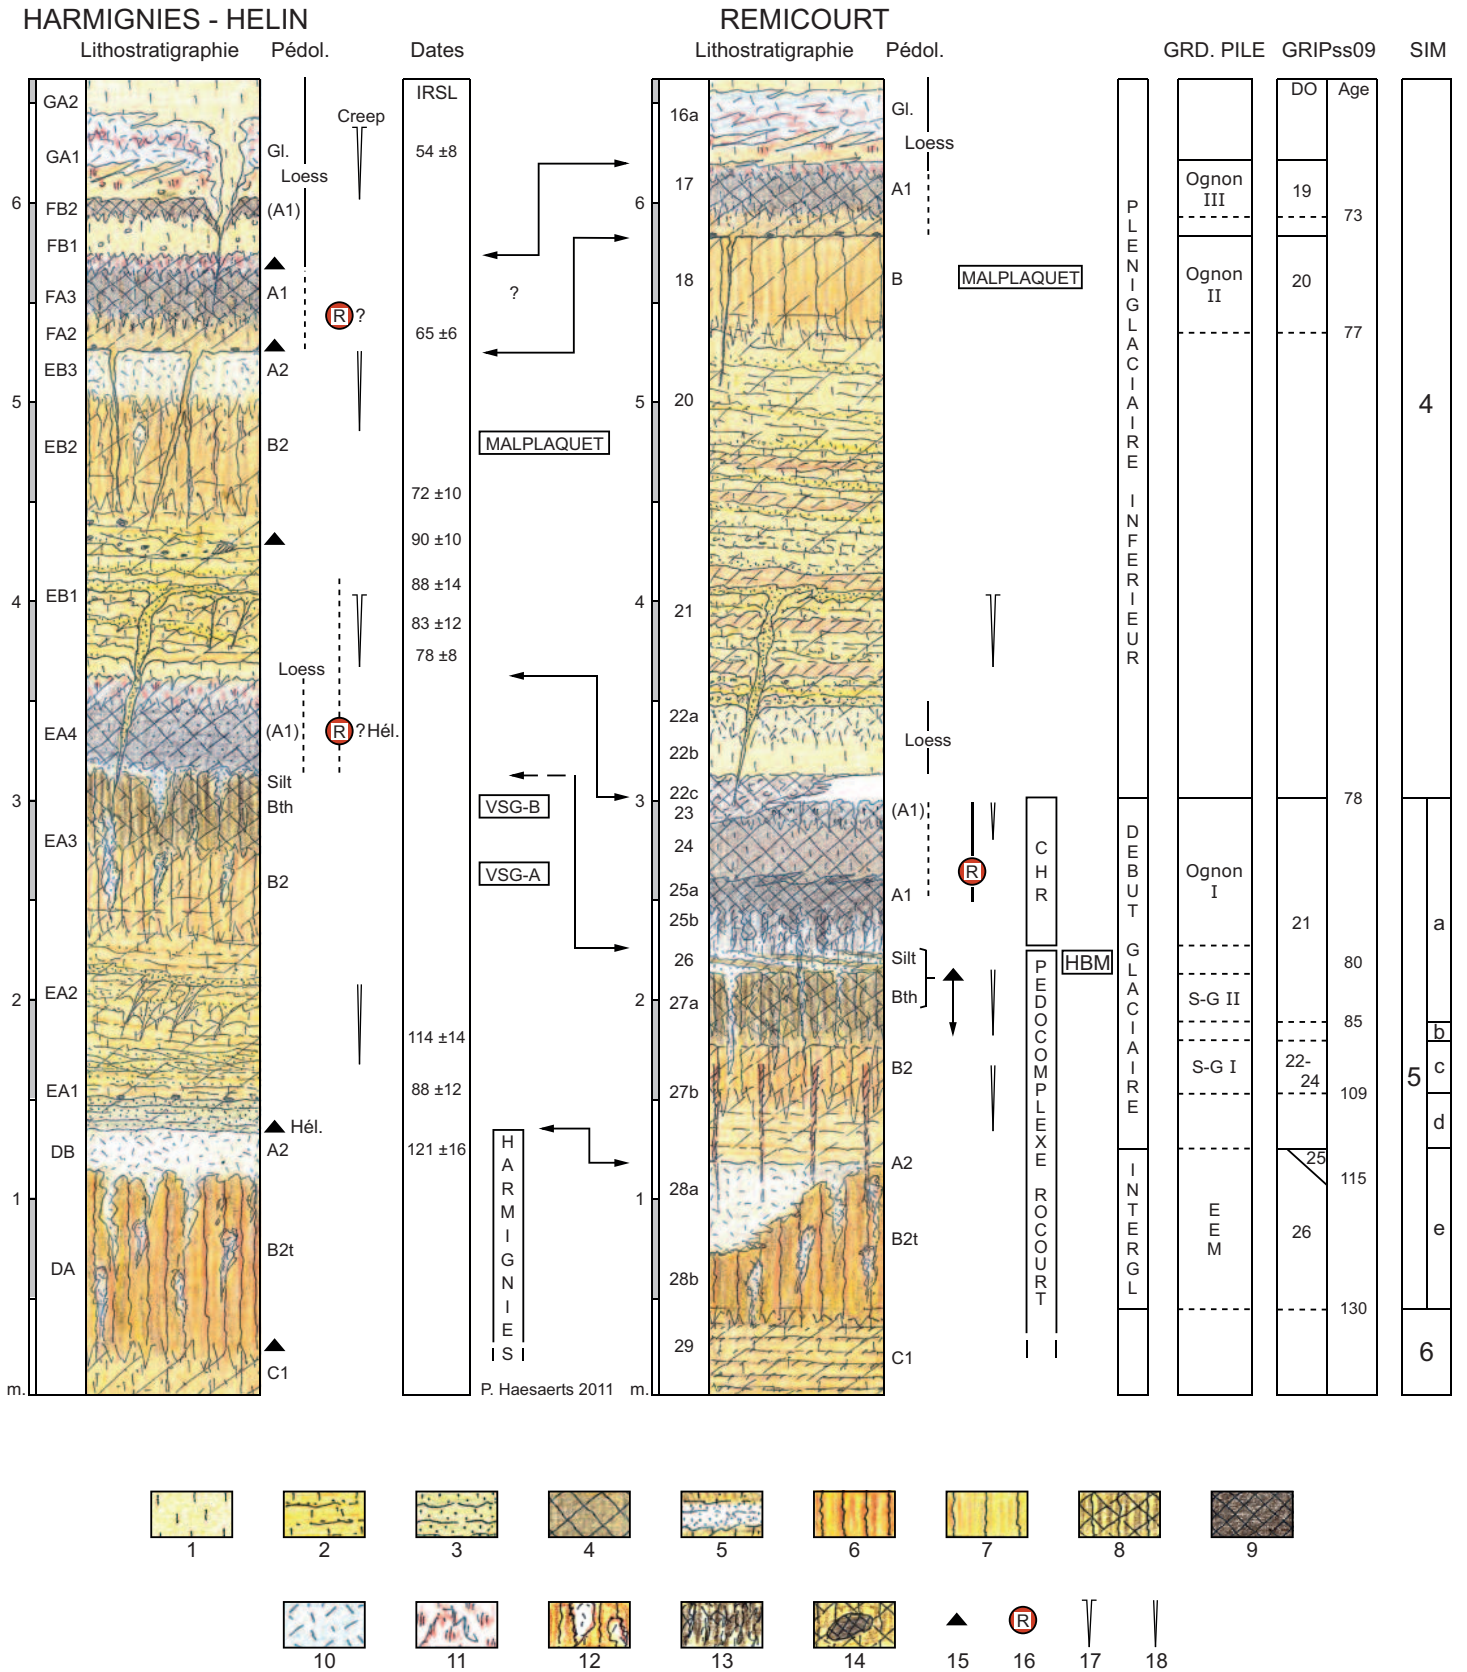 HARMIGNIES - HELIN
REMICOURT
Lithostratigraphie Pédol. Dates
Lithostratigraphie Pédol. GRD. PILE GRIPss09 SIM
IRSL
DO Age
GA2
GA1
FB2
FB1
FA3
FA2
EB3
EB2
EB1
EA4
EA3
EA2
EA1
DB
DA
6
5
4
3
2
1
m.
Creep
Gl.
Loess
(A1)
A1
R ?
A2
B2
Loess
(A1)
R ? Hél.
Silt
Bth
B2
Hél.
A2
B2t
C1
54 ±8
65 ±6
72 ±10
90 ±10
88 ±14
83 ±12
78 ±8
114 ±14
88 ±12
121 ±16
?
MALPLAQUET
VSG-B
VSG-A
HARMIGNIES
P. Haesaerts 2011
6
5
4
3
2
1
m.
16a
17
18
20
21
22a
22b
22c
23
24
25a
25b
26
27a
27b
28a
28b
29
Gl.
Loess
A1
B
MALPLAQUET
Loess
(A1)
R
A1
Silt
Bth
B2
A2
B2t
C1
CHR
HBM
PEDOCOMPLEXE ROCOURT
PLENIGLACIAIRE INFERIEUR
DEBUT GLACIAIRE
INTERGL
Ognon
III
Ognon
II
Ognon
I
S-G II
S-G I
EEM
19
20
21
22-
24
25
26
73
77
78
80
85
109
115
130
4
5
6
a
b
c
d
e
1 2 3 4 5 6 7 8 9
R
10 11 12 13 14 15 16 17 18